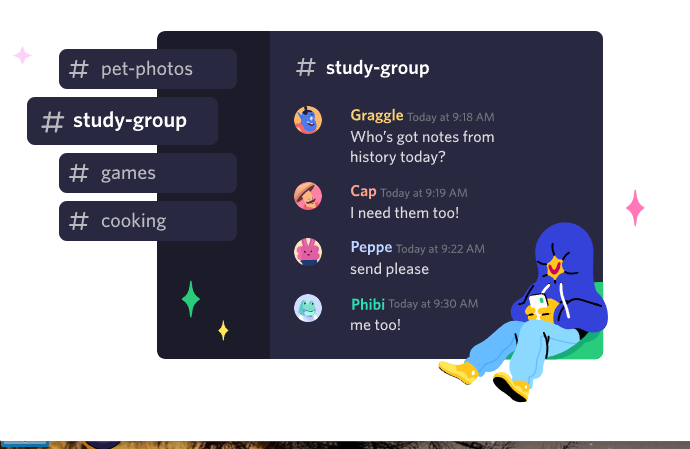 # pet-photos
# study-group
# games
# cooking
# study-group
Graggle Today at 9:18 AM
Who's got notes from
history today?
Cap Today at 9:19 AM
I need them too!
Peppe Today at 9:22 AM
send please
Phibi Today at 9:30 AM
me too!